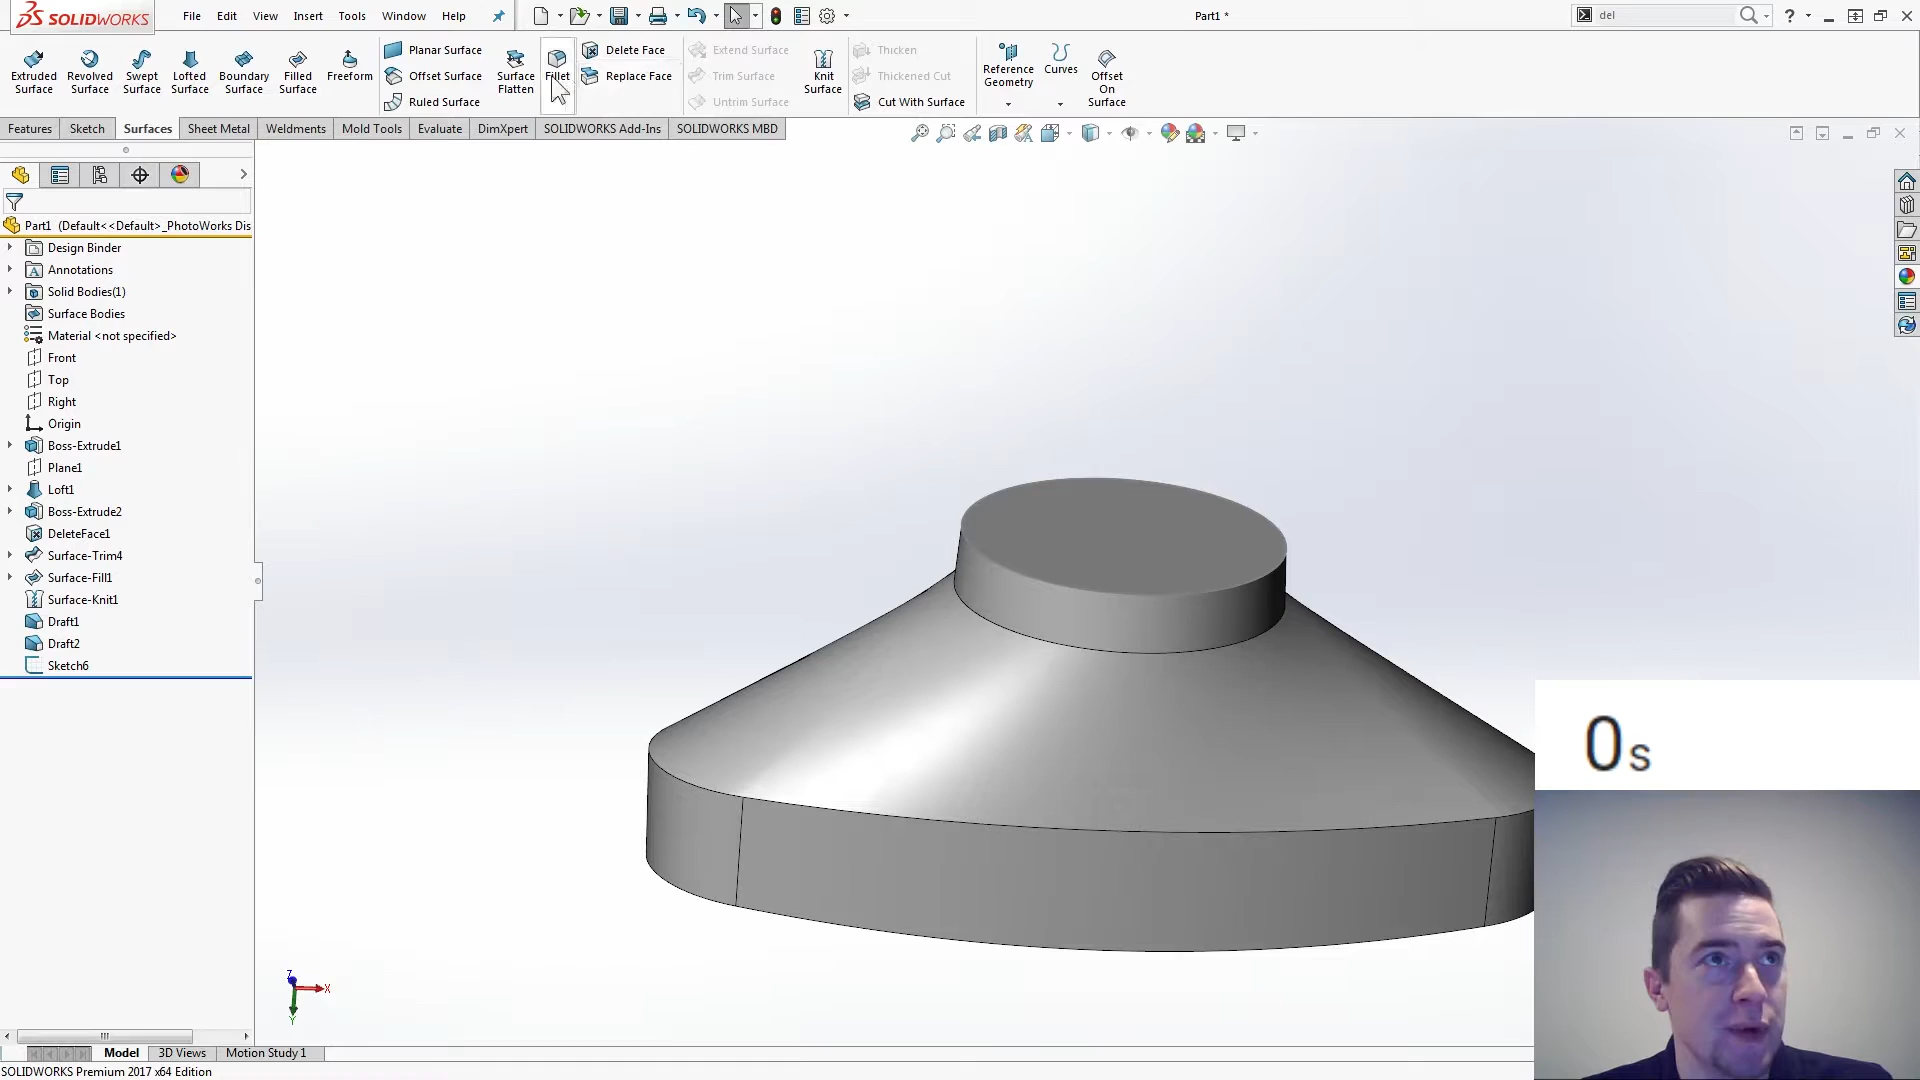 SOLIDWORKS File Edit View Insert Tools Window Help Part1 * del ?
Planar Surface Delete Face Extend Surface Thicken
Extruded Surface Revolved Surface Swept Surface Lofted Surface Boundary Surface Filled Surface Freeform Offset Surface Surface Flatten Fillet Replace Face Trim Surface Knit Surface Thickened Cut Reference Geometry Curves Offset On Surface
Ruled Surface Untrim Surface Cut With Surface
Features Sketch Surfaces Sheet Metal Weldments Mold Tools Evaluate DimXpert SOLIDWORKS Add-Ins SOLIDWORKS MBD
Part1 (Default<<Default>_PhotoWorks Dis
Design Binder
Annotations
Solid Bodies(1)
Surface Bodies
Material <not specified>
Front
Top
Right
Origin
Boss-Extrude1
Plane1
Loft1
Boss-Extrude2
DeleteFace1
Surface-Trim4
Surface-Fill1
Surface-Knit1
Draft1
Draft2
Sketch6
0 s
Z
X
Y
Model 3D Views Motion Study 1
SOLIDWORKS Premium 2017 x64 Edition